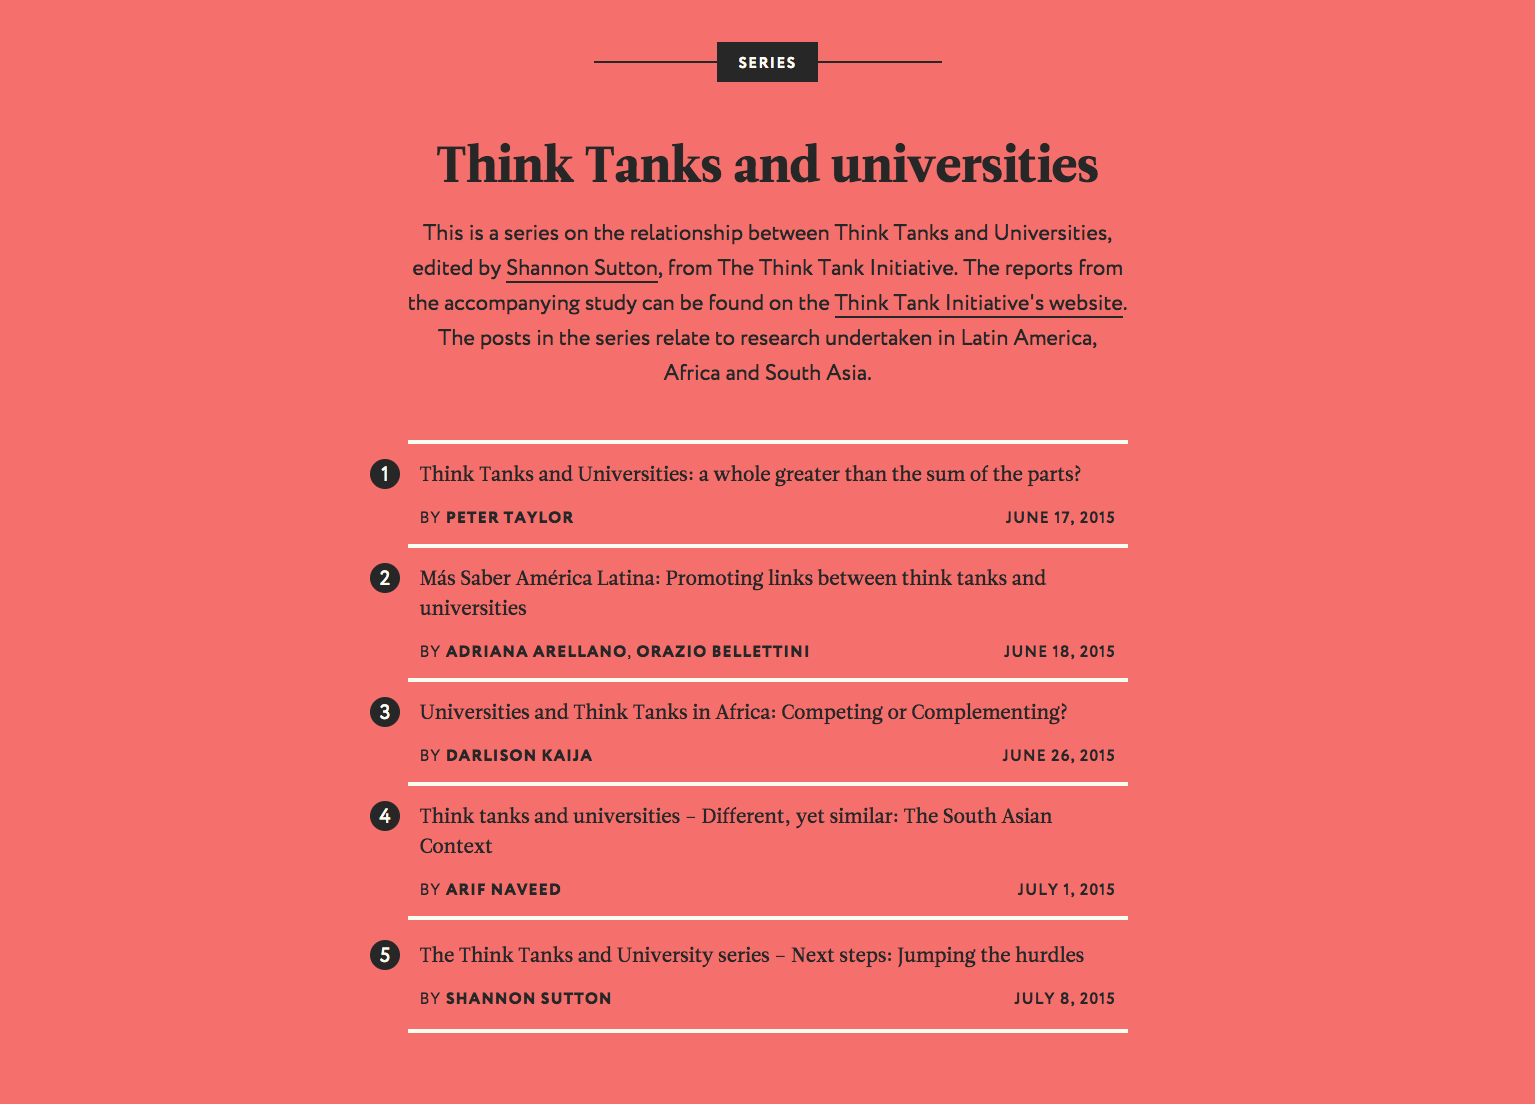 SERIES
Think Tanks and universities
This is a series on the relationship between Think Tanks and Universities,
edited by Shannon Sutton, from The Think Tank Initiative. The reports from
the accompanying study can be found on the Think Tank Initiative's website.
The posts in the series relate to research undertaken in Latin America,
Africa and South Asia.
1 Think Tanks and Universities: a whole greater than the sum of the parts?
BY PETER TAYLOR JUNE 17, 2015
2 Más Saber América Latina: Promoting links between think tanks and
universities
BY ADRIANA ARELLANO, ORAZIO BELLETTINI JUNE 18, 2015
3 Universities and Think Tanks in Africa: Competing or Complementing?
BY DARLISON KAIJA JUNE 26, 2015
4 Think tanks and universities – Different, yet similar: The South Asian
Context
BY ARIF NAVEED JULY 1, 2015
5 The Think Tanks and University series – Next steps: Jumping the hurdles
BY SHANNON SUTTON JULY 8, 2015